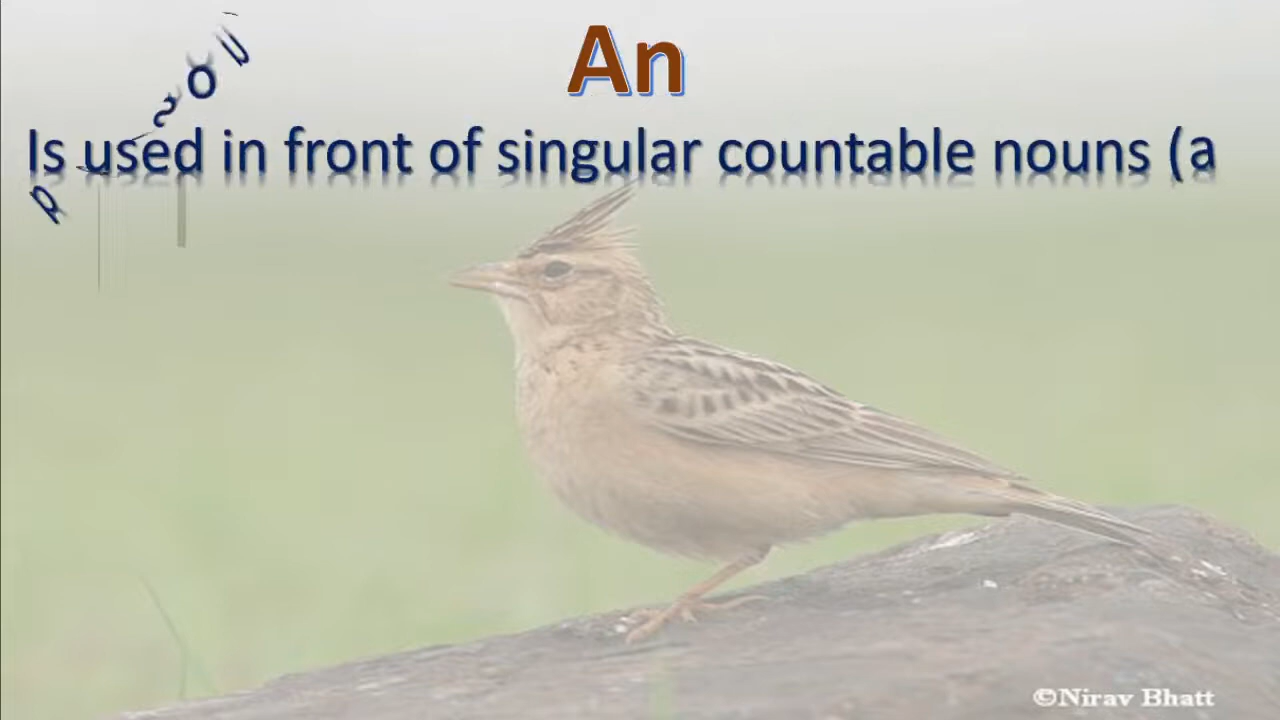 An
Is used in front of singular countable nouns (a
©Nirav Bhatt